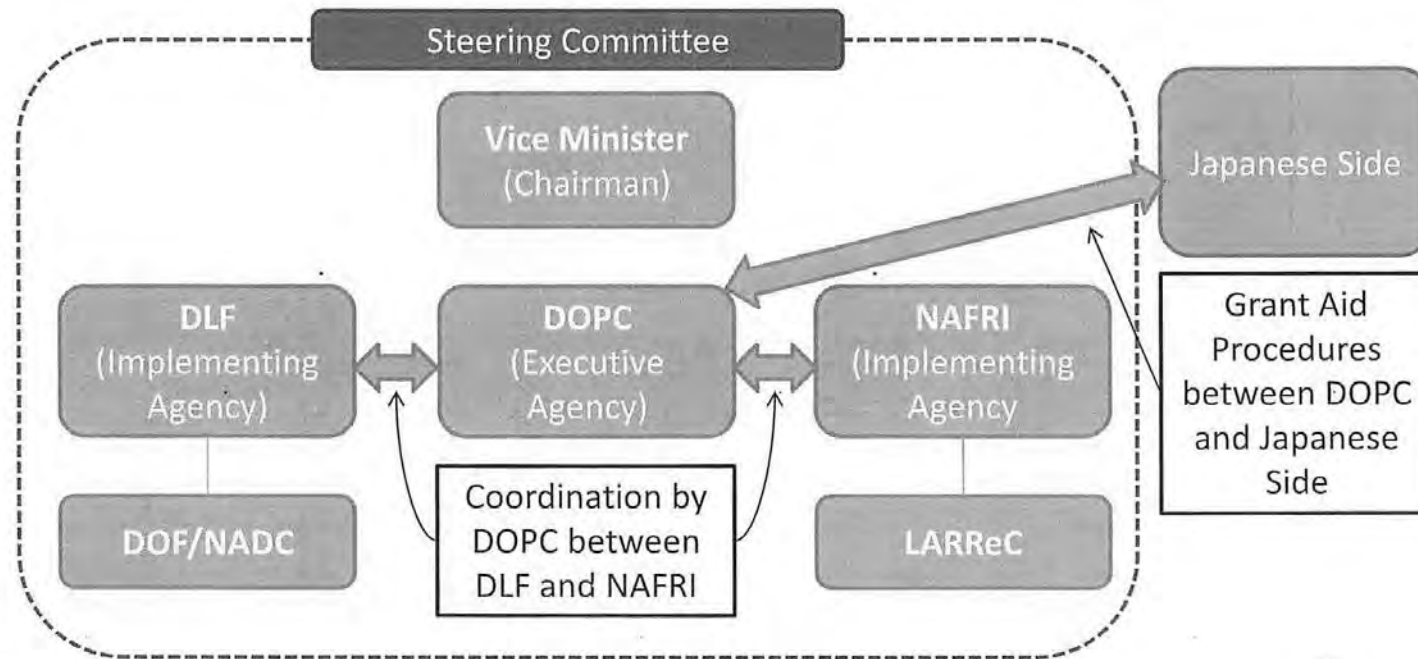 Steering Committee
Vice Minister
(Chairman)
Japanese Side
DLF
(Implementing
Agency)
DOPC
(Executive
Agency)
NAFRI
(Implementing
Agency
Grant Aid
Procedures
between DOPC
and Japanese
Side
DOF/NADC
Coordination by
DOPC between
DLF and NAFRI
LARReC